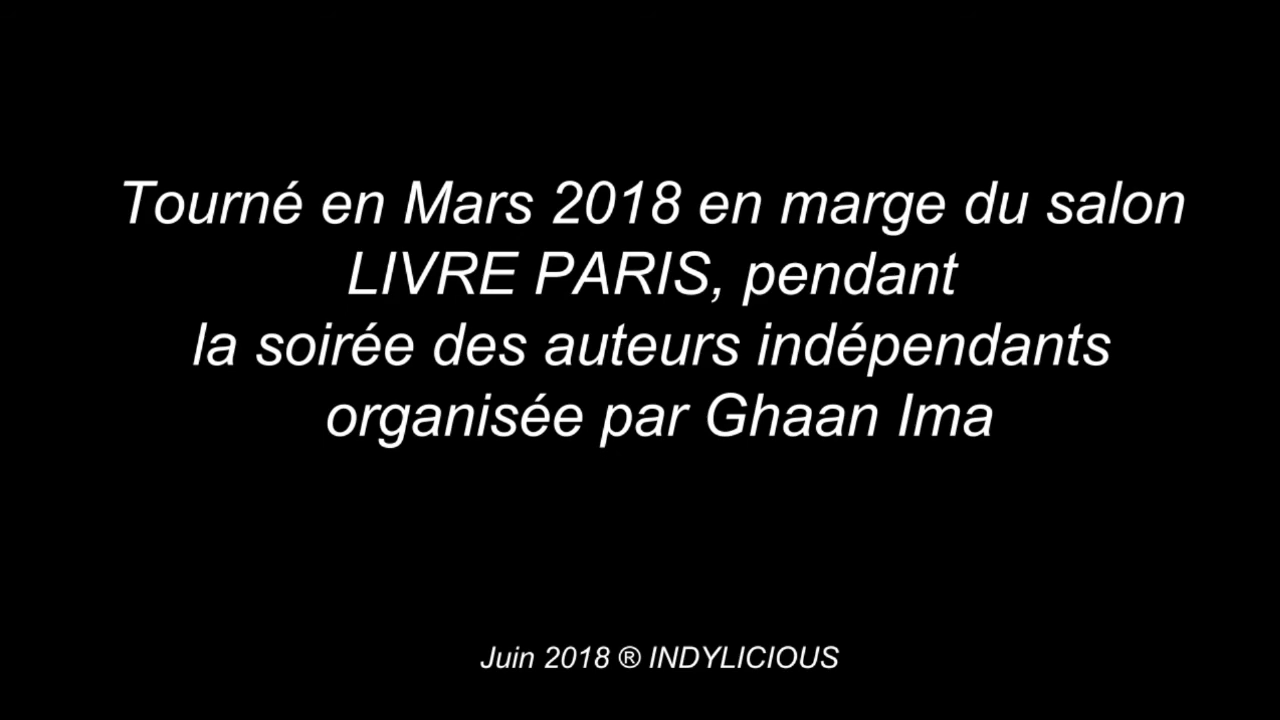 Tourné en Mars 2018 en marge du salon
LIVRE PARIS, pendant
la soirée des auteurs indépendants
organisée par Ghaan Ima
Juin 2018 ® INDYLICIOUS